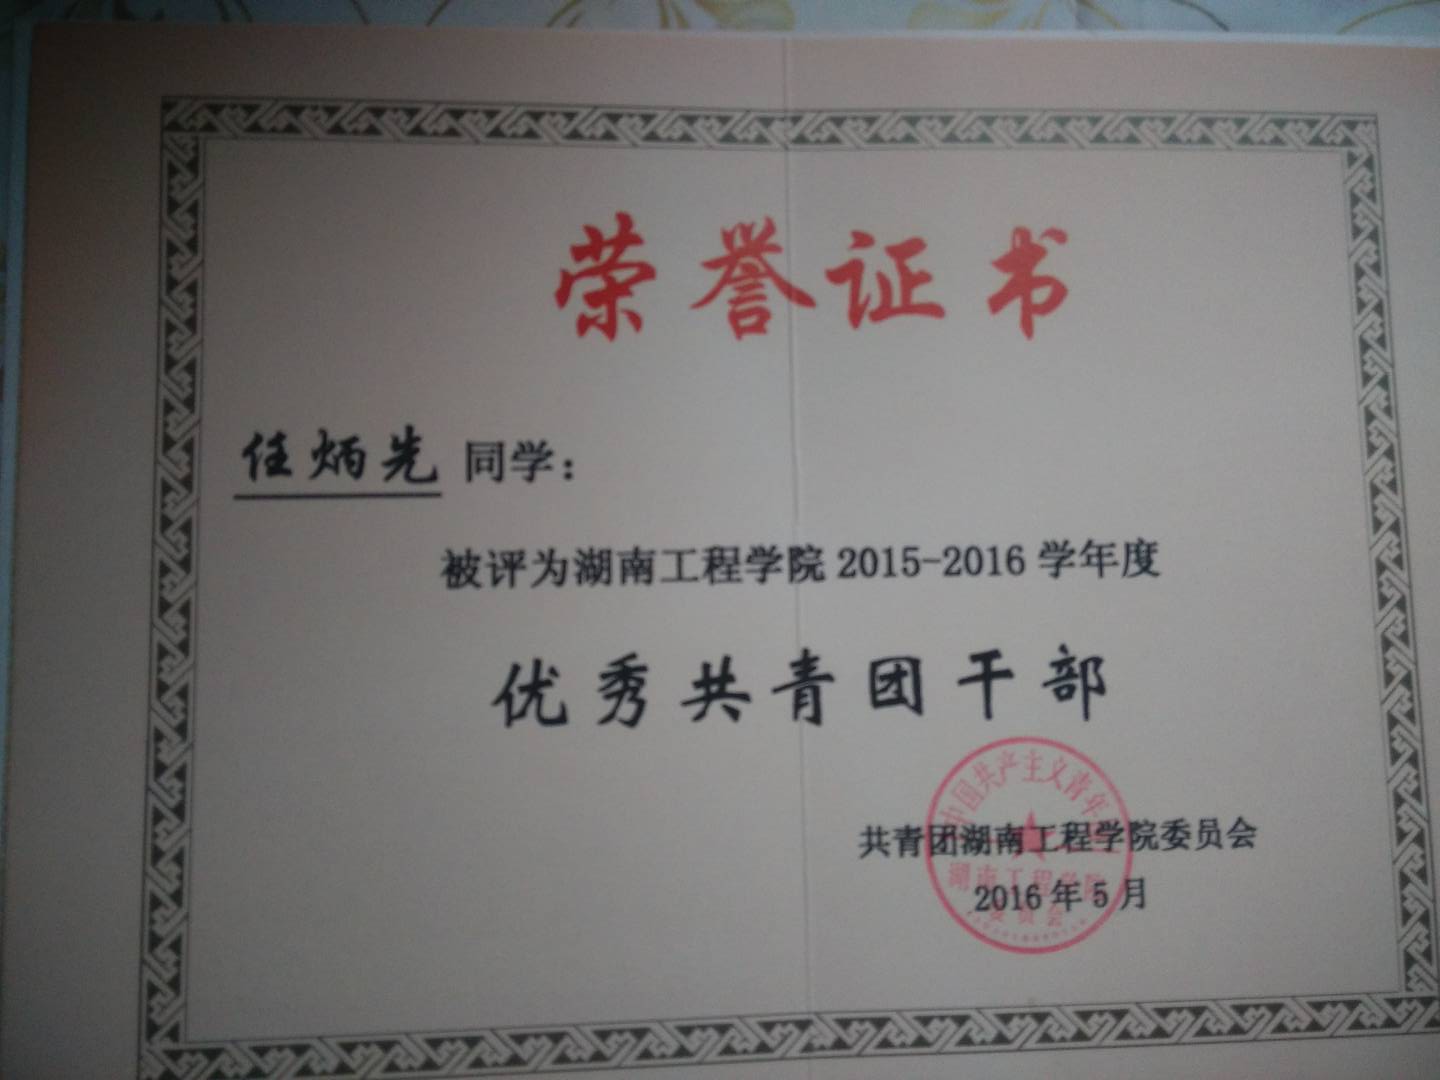 荣誉证书
任炳先 同学：
被评为湖南工程学院 2015-2016 学年度
优秀共青团干部
共青团湖南工程学院委员会
2016 年 5 月
中国共产主义青年
湖南工程学院
委员会